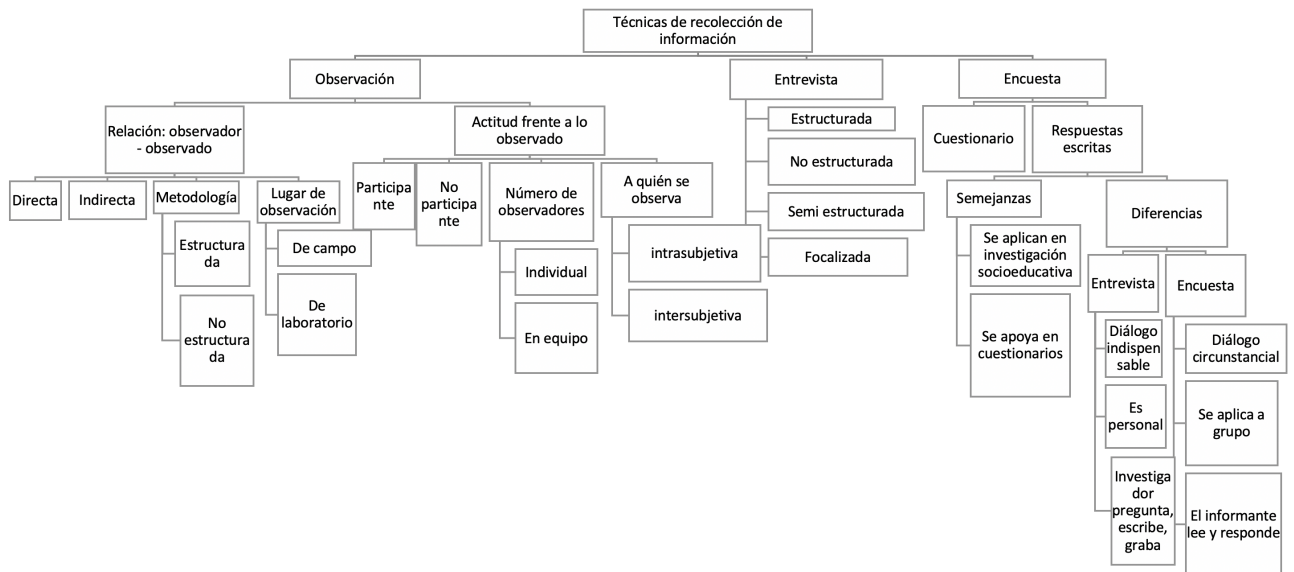 Técnicas de recolección de
información
Observación
Entrevista
Encuesta
Relación: observador
- observado
Actitud frente a lo
observado
Estructurada
No estructurada
Semi estructurada
Focalizada
Cuestionario
Respuestas
escritas
Directa
Indirecta
Metodología
Lugar de
observación
Estructura
da
No
estructura
da
De campo
De
laboratorio
Participa
nte
No
participa
nte
Número de
observadores
A quién se
observa
Individual
En equipo
intrasubjetiva
intersubjetiva
Semejanzas
Diferencias
Se aplican en
investigación
socioeducativa
Se apoya en
cuestionarios
Entrevista
Encuesta
Diálogo
indispen
sable
Es
personal
Investiga
dor
pregunta,
escribe,
graba
Diálogo
circunstancial
Se aplica a
grupo
El informante
lee y responde